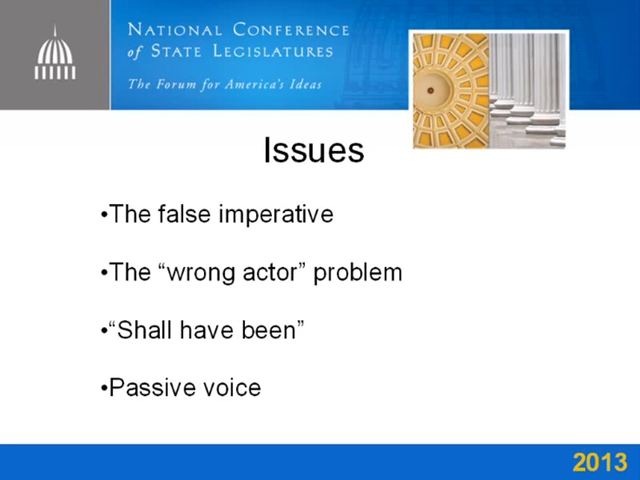 NATIONAL CONFERENCE
of STATE LEGISLATURES
The Forum for America's Ideas
Issues
•The false imperative
•The “wrong actor” problem
•“Shall have been”
•Passive voice
2013